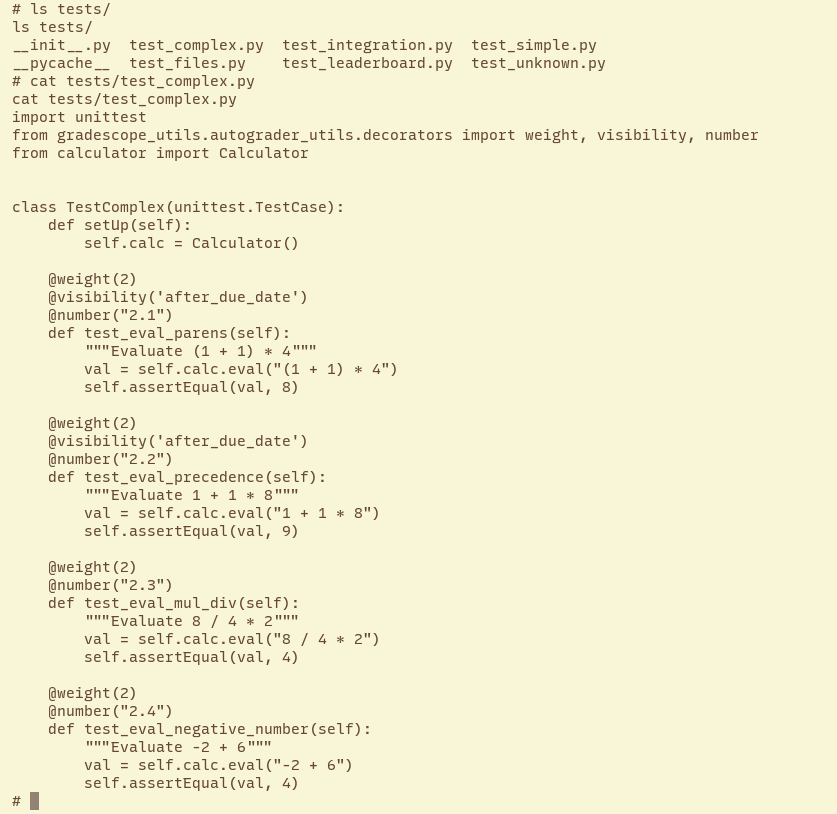 # ls tests/
ls tests/
__init__.py  test_complex.py  test_integration.py  test_simple.py
__pycache__  test_files.py    test_leaderboard.py  test_unknown.py
# cat tests/test_complex.py
cat tests/test_complex.py
import unittest
from gradescope_utils.autograder_utils.decorators import weight, visibility, number
from calculator import Calculator


class TestComplex(unittest.TestCase):
    def setUp(self):
        self.calc = Calculator()

    @weight(2)
    @visibility('after_due_date')
    @number("2.1")
    def test_eval_parens(self):
        """Evaluate (1 + 1) * 4"""
        val = self.calc.eval("(1 + 1) * 4")
        self.assertEqual(val, 8)

    @weight(2)
    @visibility('after_due_date')
    @number("2.2")
    def test_eval_precedence(self):
        """Evaluate 1 + 1 * 8"""
        val = self.calc.eval("1 + 1 * 8")
        self.assertEqual(val, 9)

    @weight(2)
    @number("2.3")
    def test_eval_mul_div(self):
        """Evaluate 8 / 4 * 2"""
        val = self.calc.eval("8 / 4 * 2")
        self.assertEqual(val, 4)

    @weight(2)
    @number("2.4")
    def test_eval_negative_number(self):
        """Evaluate -2 + 6"""
        val = self.calc.eval("-2 + 6")
        self.assertEqual(val, 4)
#